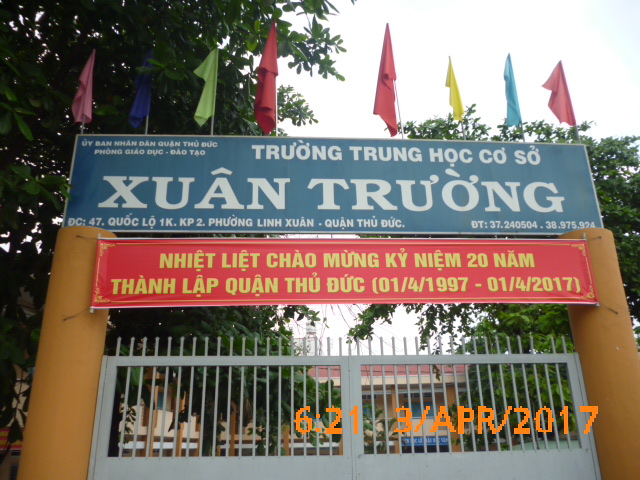 ỦY BAN NHÂN DÂN QUẬN THỦ ĐỨC
PHÒNG GIÁO DỤC - ĐÀO TẠO
TRƯỜNG TRUNG HỌC CƠ SỞ
XUÂN TRƯỜNG
ĐC: 47. QUỐC LỘ 1K. KP 2. PHƯỜNG LINH XUÂN - QUẬN THỦ ĐỨC.
ĐT: 37.240504 - 38.975.924
NHIỆT LIỆT CHÀO MỪNG KỶ NIỆM 20 NĂM
THÀNH LẬP QUẬN THỦ ĐỨC (01/4/1997 - 01/4/2017)
6:21 3/APR/2017